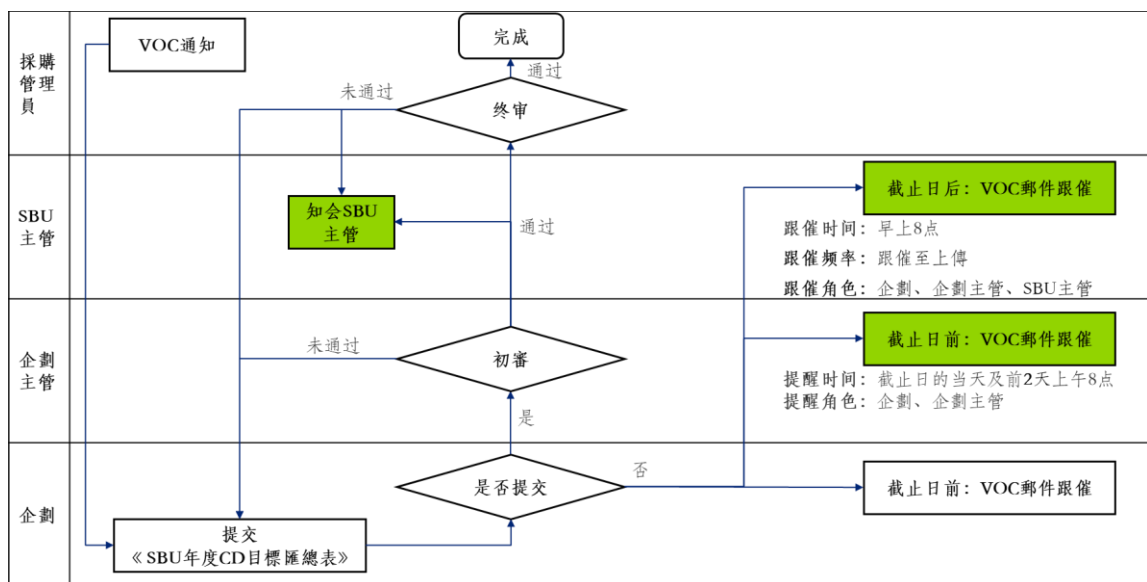 採購
管理
員
VOC通知
完成
通过
未通过
终审
SBU
主管
知会SBU
主管
通过
截止日后：VOC郵件跟催
跟催时间：早上8点
跟催频率：跟催至上傳
跟催角色：企劃、企劃主管、SBU主管
企劃
主管
未通过
初審
截止日前：VOC郵件跟催
提醒时间：截止日的当天及前2天上午8点
提醒角色：企劃、企劃主管
是
企劃
是否提交
否
截止日前：VOC郵件跟催
提交
《SBU年度CD目標匯總表》